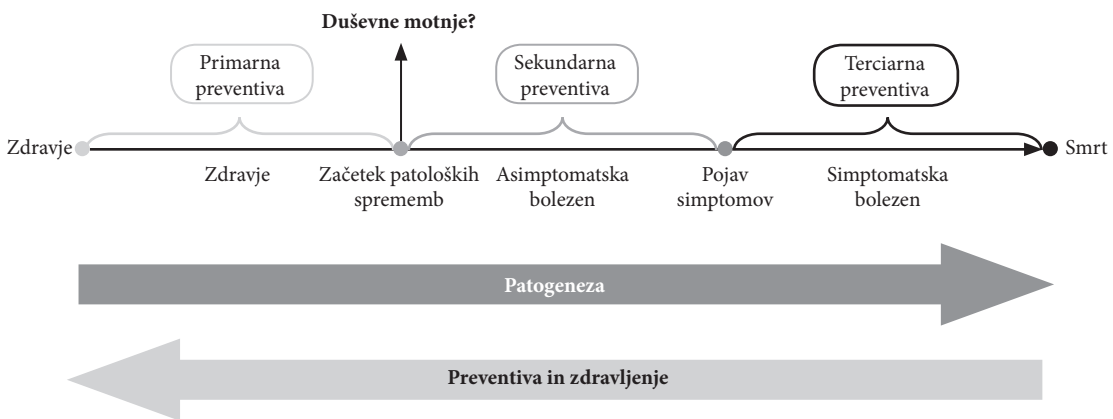 Duševne motnje?
Primarna
preventiva
Sekundarna
preventiva
Terciarna
preventiva
Zdravje
Smrt
Zdravje
Začetek patoloških
sprememb
Asimptomatska
bolezen
Pojav
simptomov
Simptomatska
bolezen
Patogeneza
Preventiva in zdravljenje